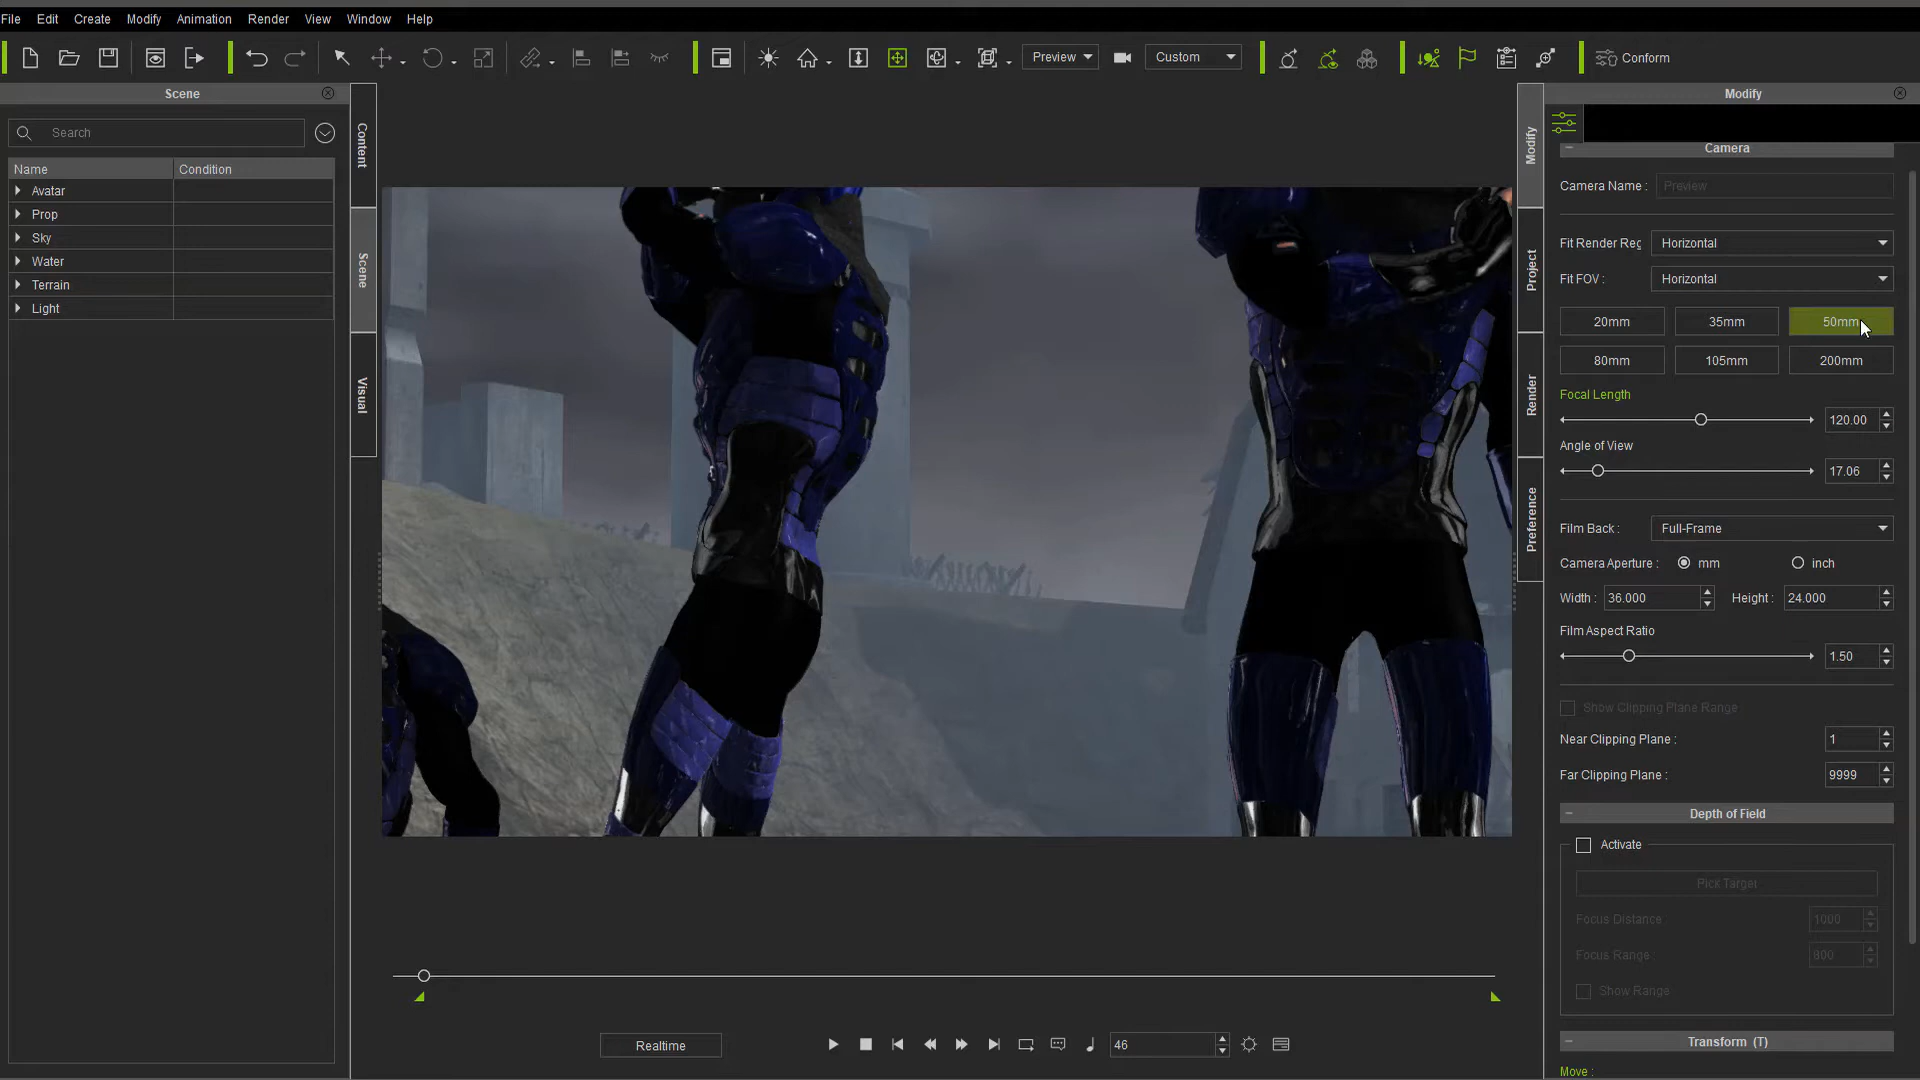 File Edit Create Modify Animation Render View Window Help
Preview Custom Conform
Scene
Search
Name Condition
Avatar
Prop
Sky
Water
Terrain
Light
Content
Scene
Visual
Modify
Project
Render
Preference
Modify
Camera
Camera Name : Preview
Fit Render Reg Horizontal
Fit FOV : Horizontal
20mm 35mm 50mm
80mm 105mm 200mm
Focal Length
120.00
Angle of View
17.06
Film Back : Full-Frame
Camera Aperture : mm inch
Width : 36.000 Height : 24.000
Film Aspect Ratio
1.50
Show Clipping Plane Range
Near Clipping Plane : 1
Far Clipping Plane : 9999
Depth of Field
Activate
Pick Target
Focus Distance 1000
Focus Range : 800
Show Range
Transform (T)
Move :
Realtime 46